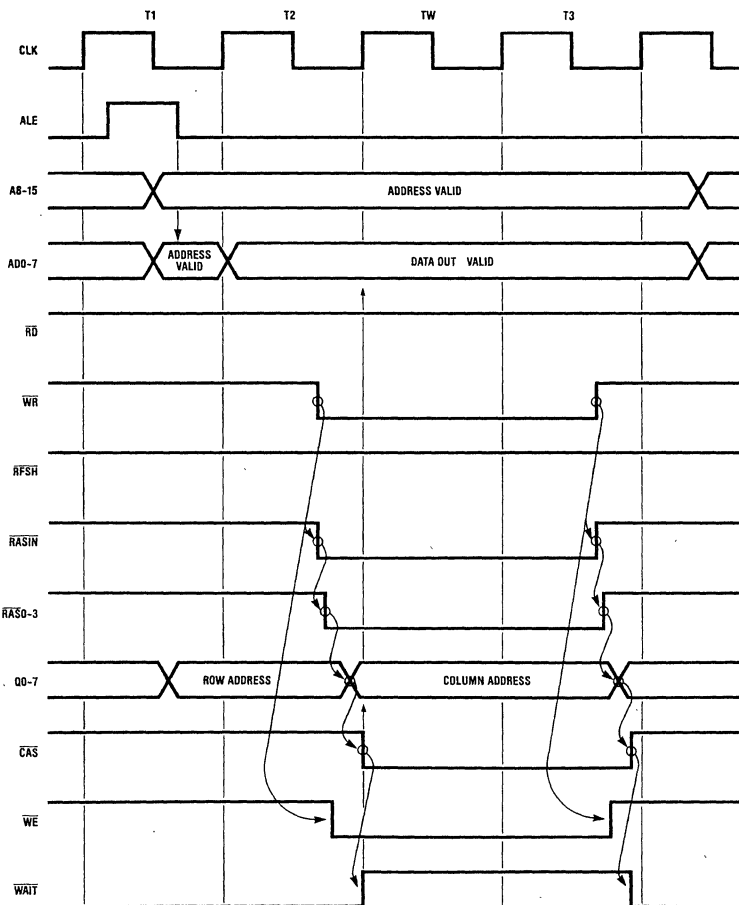 T1 T2 TW T3
CLK
ALE
A8-15 ADDRESS VALID
AD0-7 ADDRESS VALID DATA OUT VALID
RD
WR
RFSH
RASIN
RAS0-3
Q0-7 ROW ADDRESS COLUMN ADDRESS
CAS
WE
WAIT